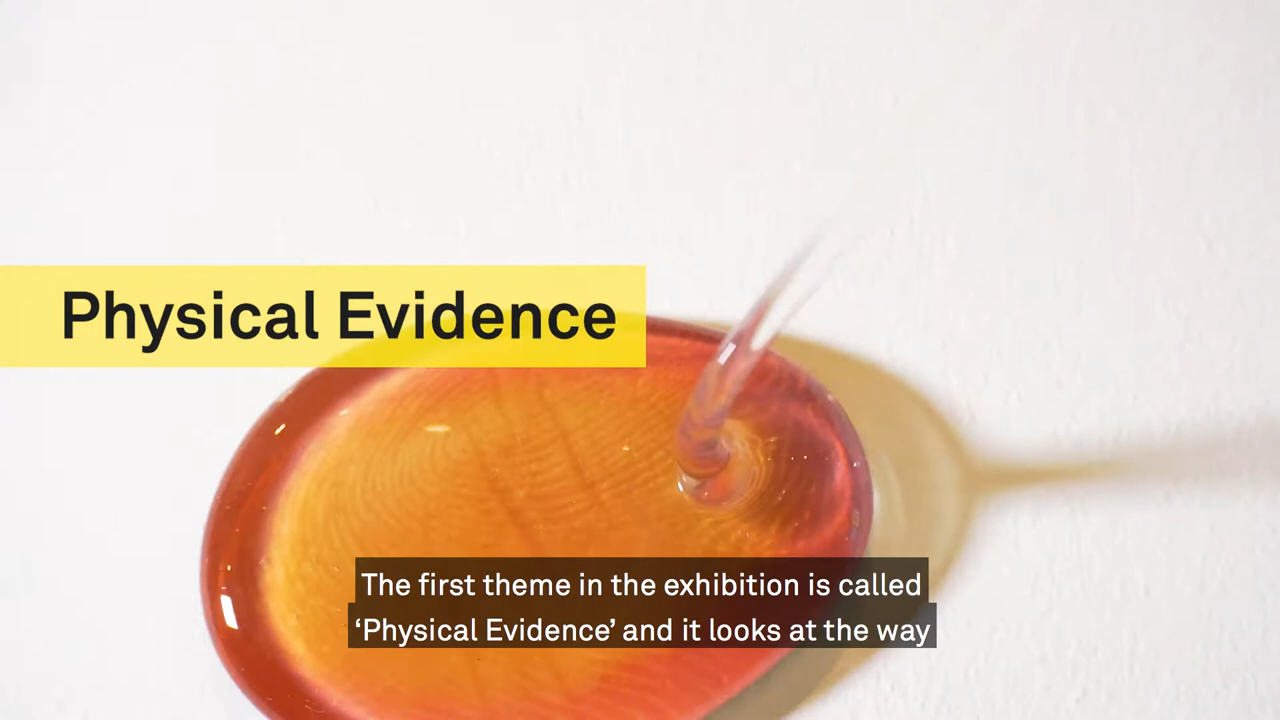 Physical Evidence
The first theme in the exhibition is called
‘Physical Evidence’ and it looks at the way